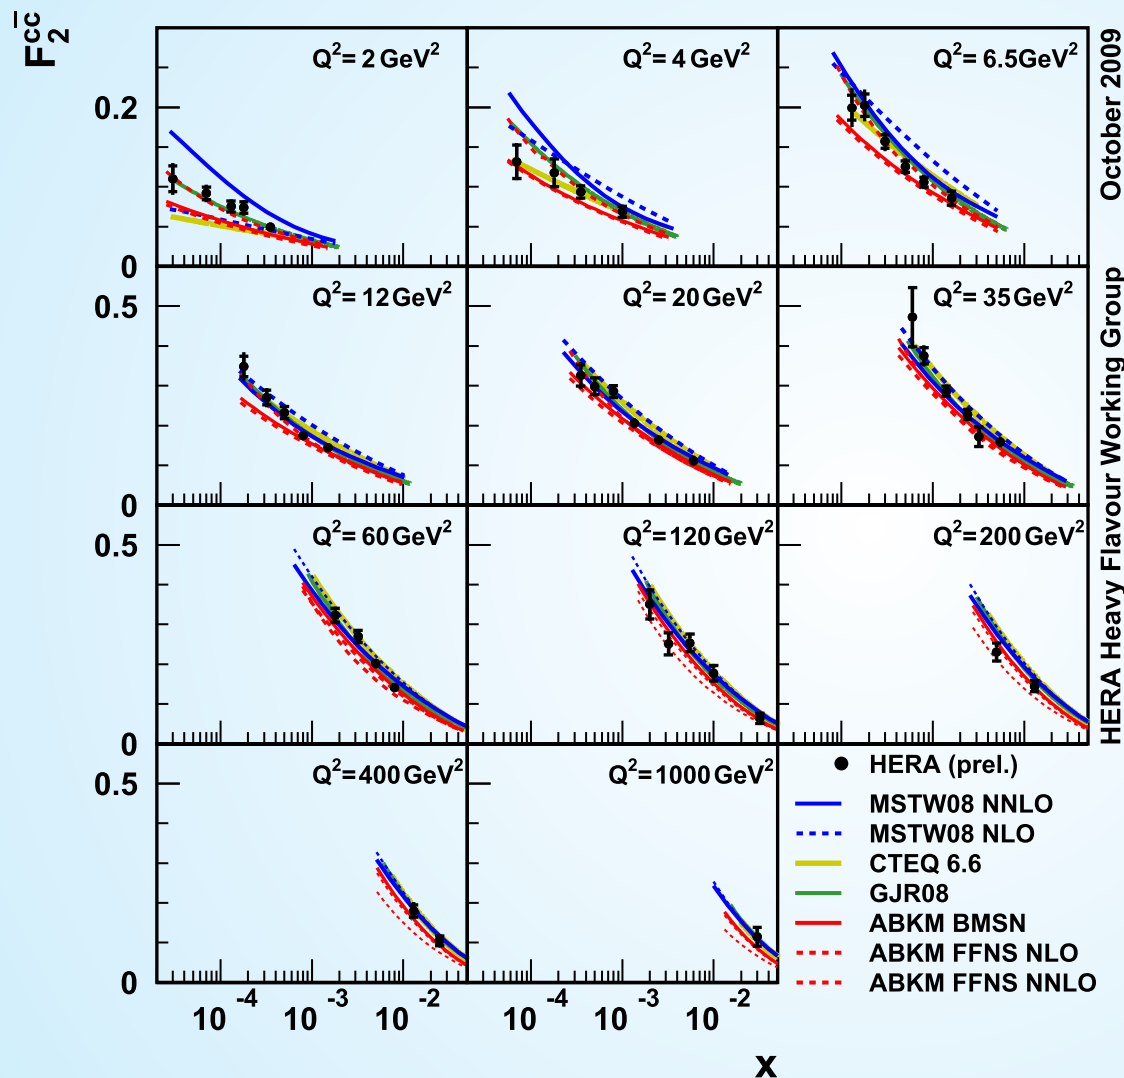 F₂^cc̄
Q²= 2 GeV²
Q²= 4 GeV²
Q²= 6.5GeV²
0.2
0
Q²= 12 GeV²
Q²= 20 GeV²
Q²= 35 GeV²
0.5
0
Q²= 60 GeV²
Q²= 120 GeV²
Q²= 200 GeV²
0.5
0
Q²= 400 GeV²
Q²= 1000 GeV²
0.5
0
HERA (prel.)
MSTW08 NNLO
MSTW08 NLO
CTEQ 6.6
GJR08
ABKM BMSN
ABKM FFNS NLO
ABKM FFNS NNLO
10⁻⁴ 10⁻³ 10⁻² 10⁻⁴ 10⁻³ 10⁻²
x
HERA Heavy Flavour Working Group October 2009